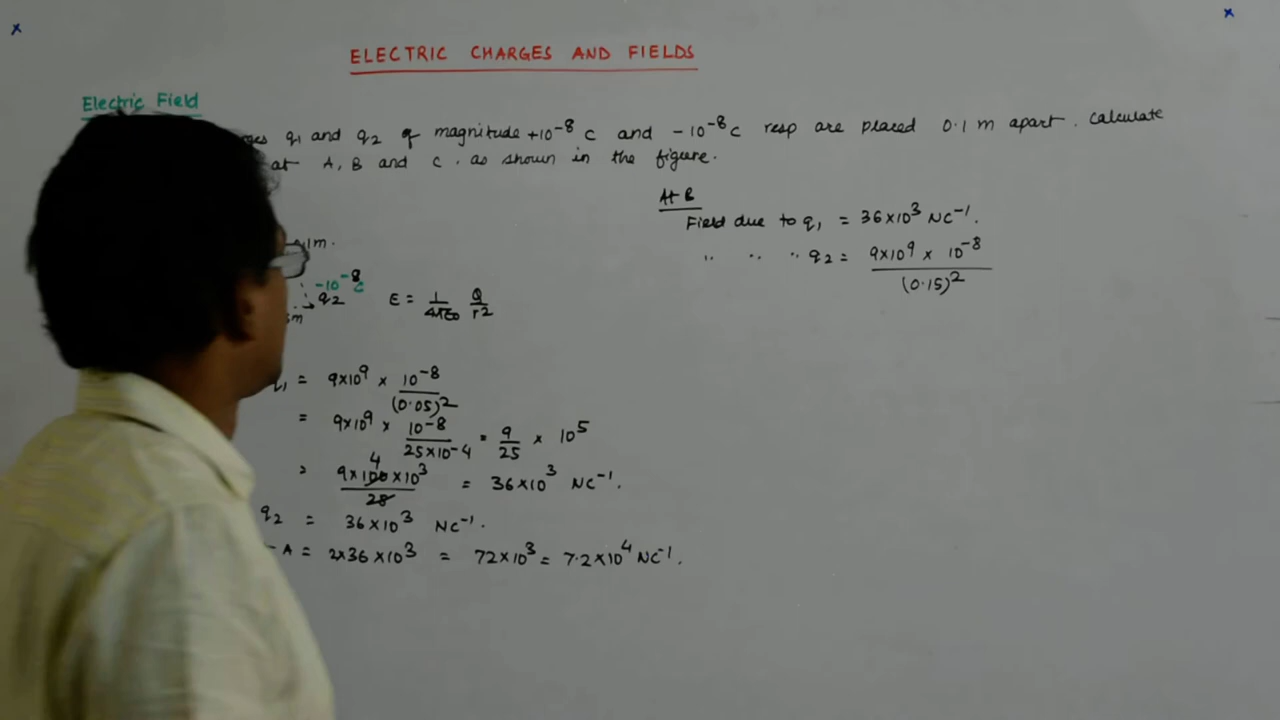 ELECTRIC CHARGES AND FIELDS
Electric Field
q1 and q2 of magnitude +10^-8 C and -10^-8 C resp are placed 0.1 m apart. Calculate
at A, B and C, as shown in the figure.
1m.
-10^-8 C
q2
m
E = 1/4πε0 Q/r2
q1 = 9×10^9 × 10^-8/(0.05)^2
= 9×10^9 × 10^-8/25×10^-4 = 9/25 × 10^5
= 9×100×10^3/25 4 = 36×10^3 NC^-1.
q2 = 36×10^3 NC^-1.
A = 2×36×10^3 = 72×10^3 = 7.2×10^4 NC^-1.
At B
Field due to q1 = 36×10^3 NC^-1.
" " " q2 = 9×10^9 × 10^-8/(0.15)^2